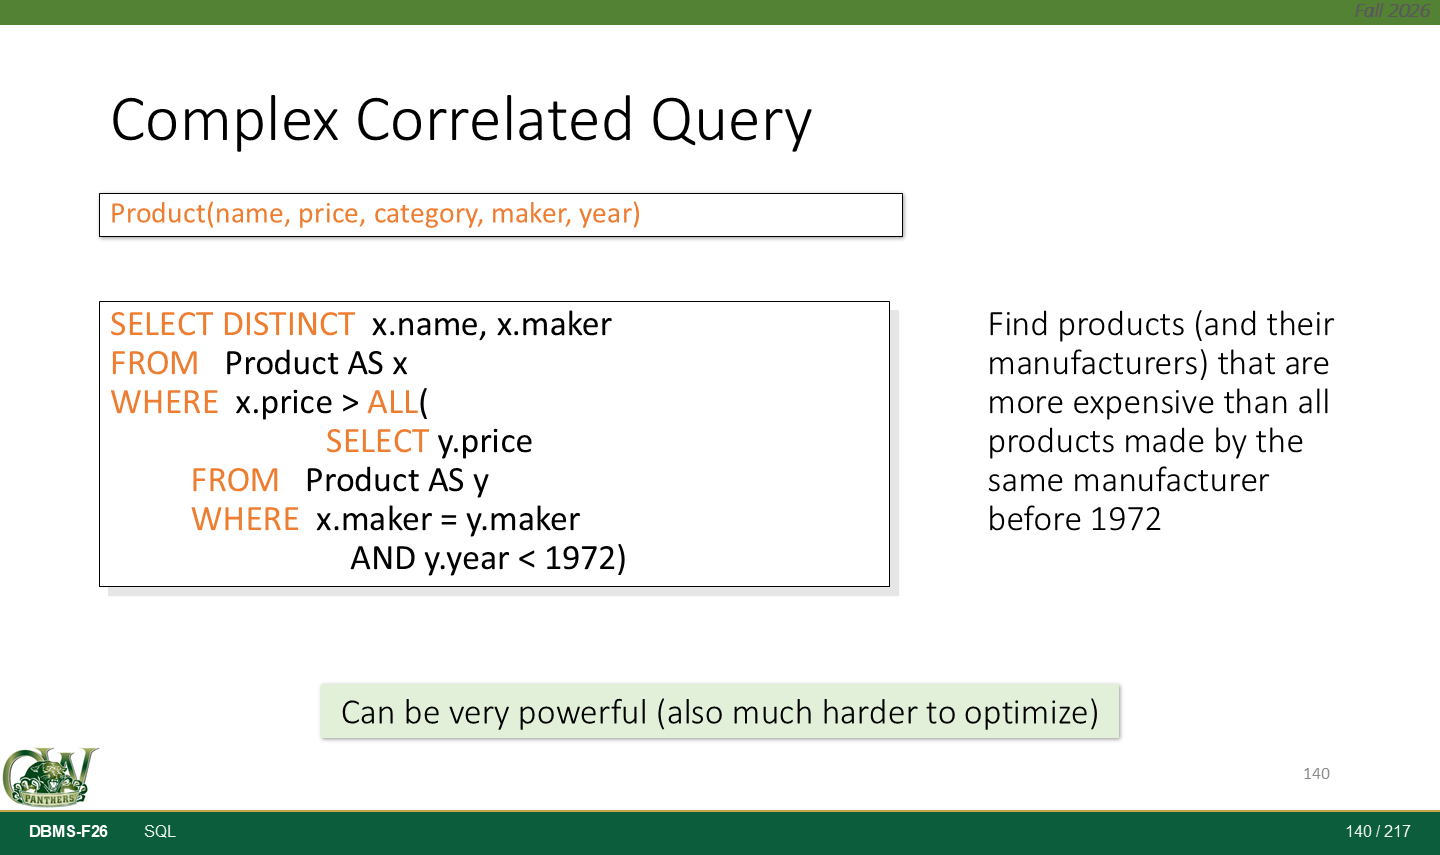 Fall 2026
Complex Correlated Query
Product(name, price, category, maker, year)
SELECT DISTINCT x.name, x.maker
FROM Product AS x
WHERE x.price > ALL(
SELECT y.price
FROM Product AS y
WHERE x.maker = y.maker
AND y.year < 1972)
Find products (and their
manufacturers) that are
more expensive than all
products made by the
same manufacturer
before 1972
Can be very powerful (also much harder to optimize)
OW
PANTHERS
140
DBMS-F26 SQL 140 / 217